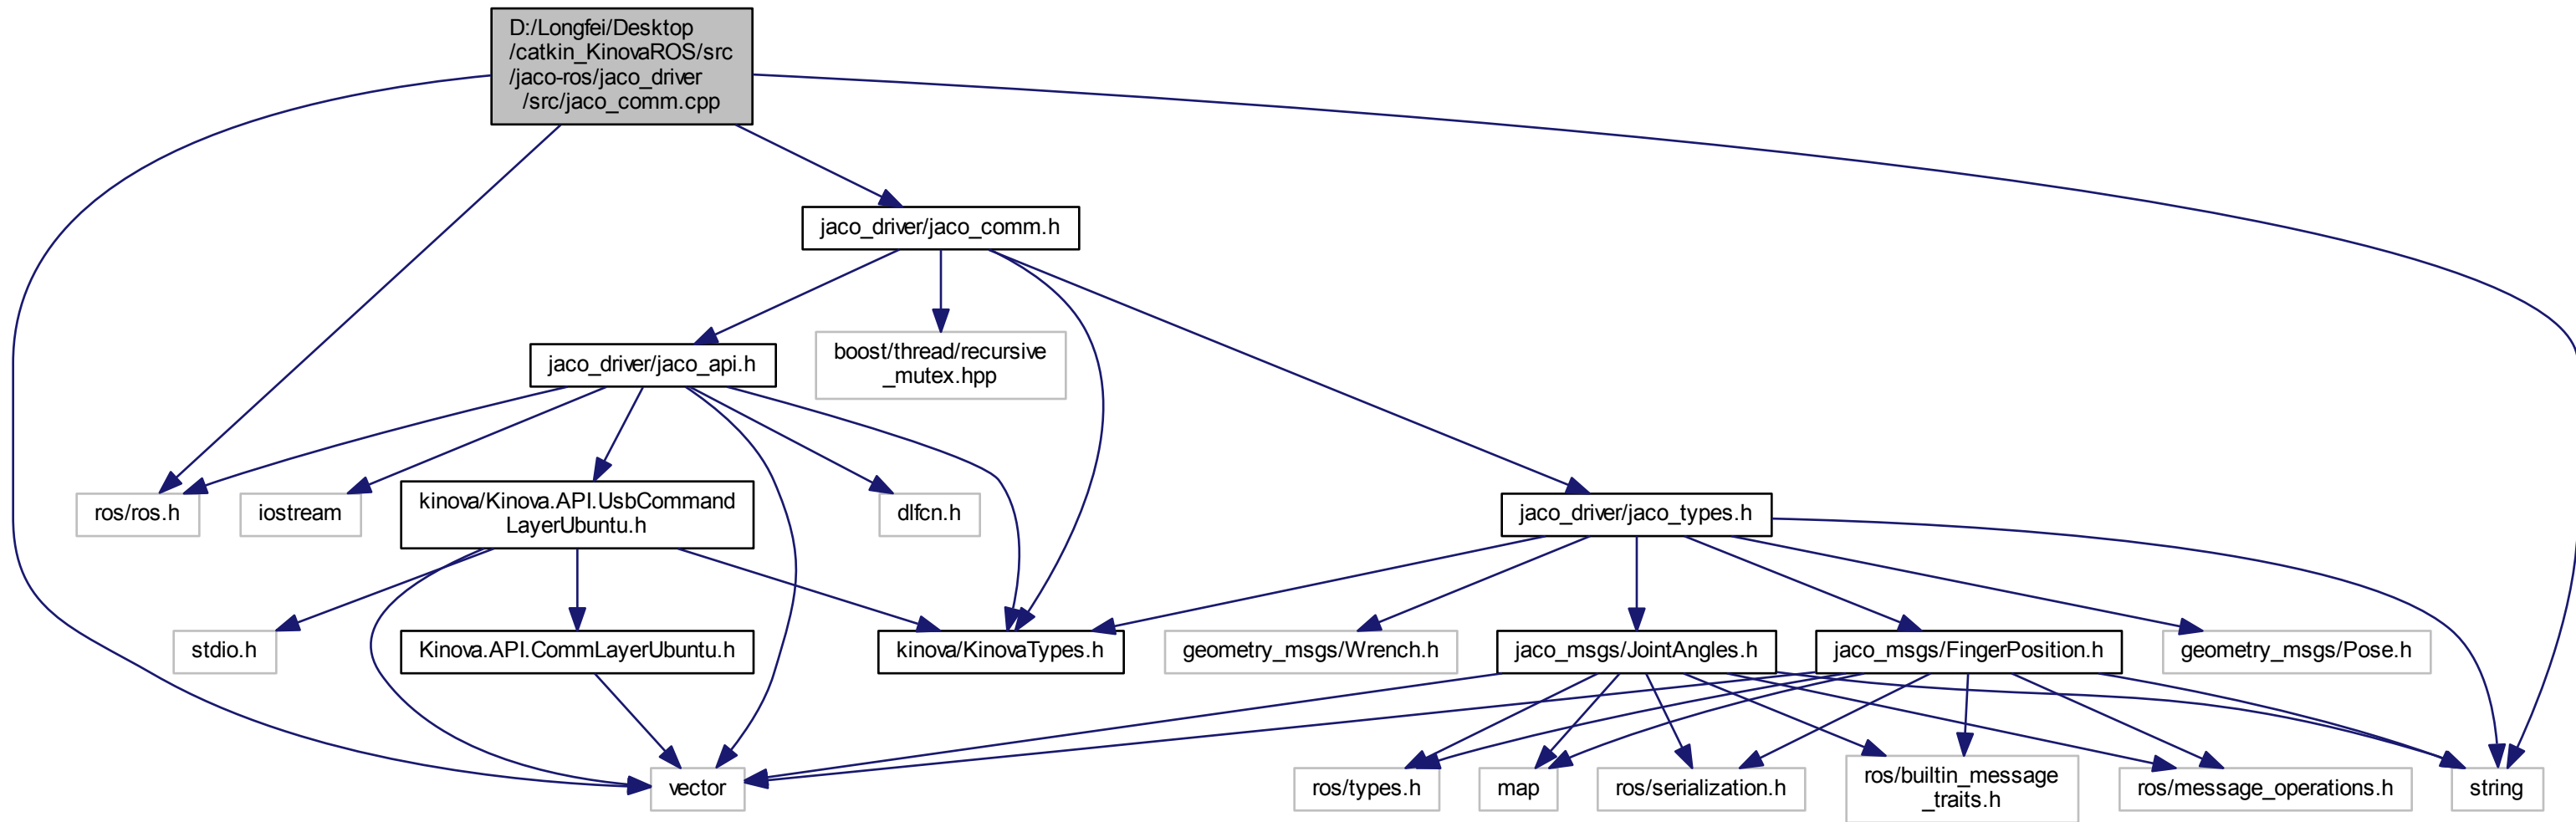 D:/Longfei/Desktop
/catkin_KinovaROS/src
/jaco-ros/jaco_driver
/src/jaco_comm.cpp
jaco_driver/jaco_comm.h
boost/thread/recursive
_mutex.hpp
jaco_driver/jaco_api.h
ros/ros.h
iostream
kinova/Kinova.API.UsbCommand
LayerUbuntu.h
dlfcn.h
jaco_driver/jaco_types.h
stdio.h
Kinova.API.CommLayerUbuntu.h
kinova/KinovaTypes.h
geometry_msgs/Wrench.h
jaco_msgs/JointAngles.h
jaco_msgs/FingerPosition.h
geometry_msgs/Pose.h
vector
ros/types.h
map
ros/serialization.h
ros/builtin_message
_traits.h
ros/message_operations.h
string